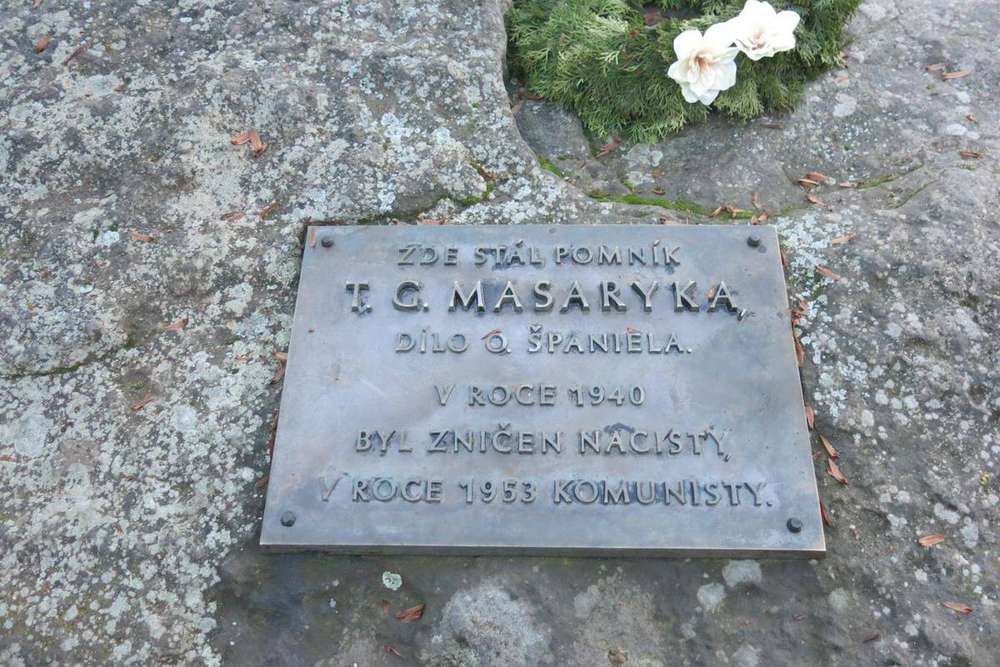 ZDE STÁL POMNÍK
T. G. MASARYKA,
DÍLO O. ŠPANIELA.
V ROCE 1940
BYL ZNIČEN NACISTY,
V ROCE 1953 KOMUNISTY.